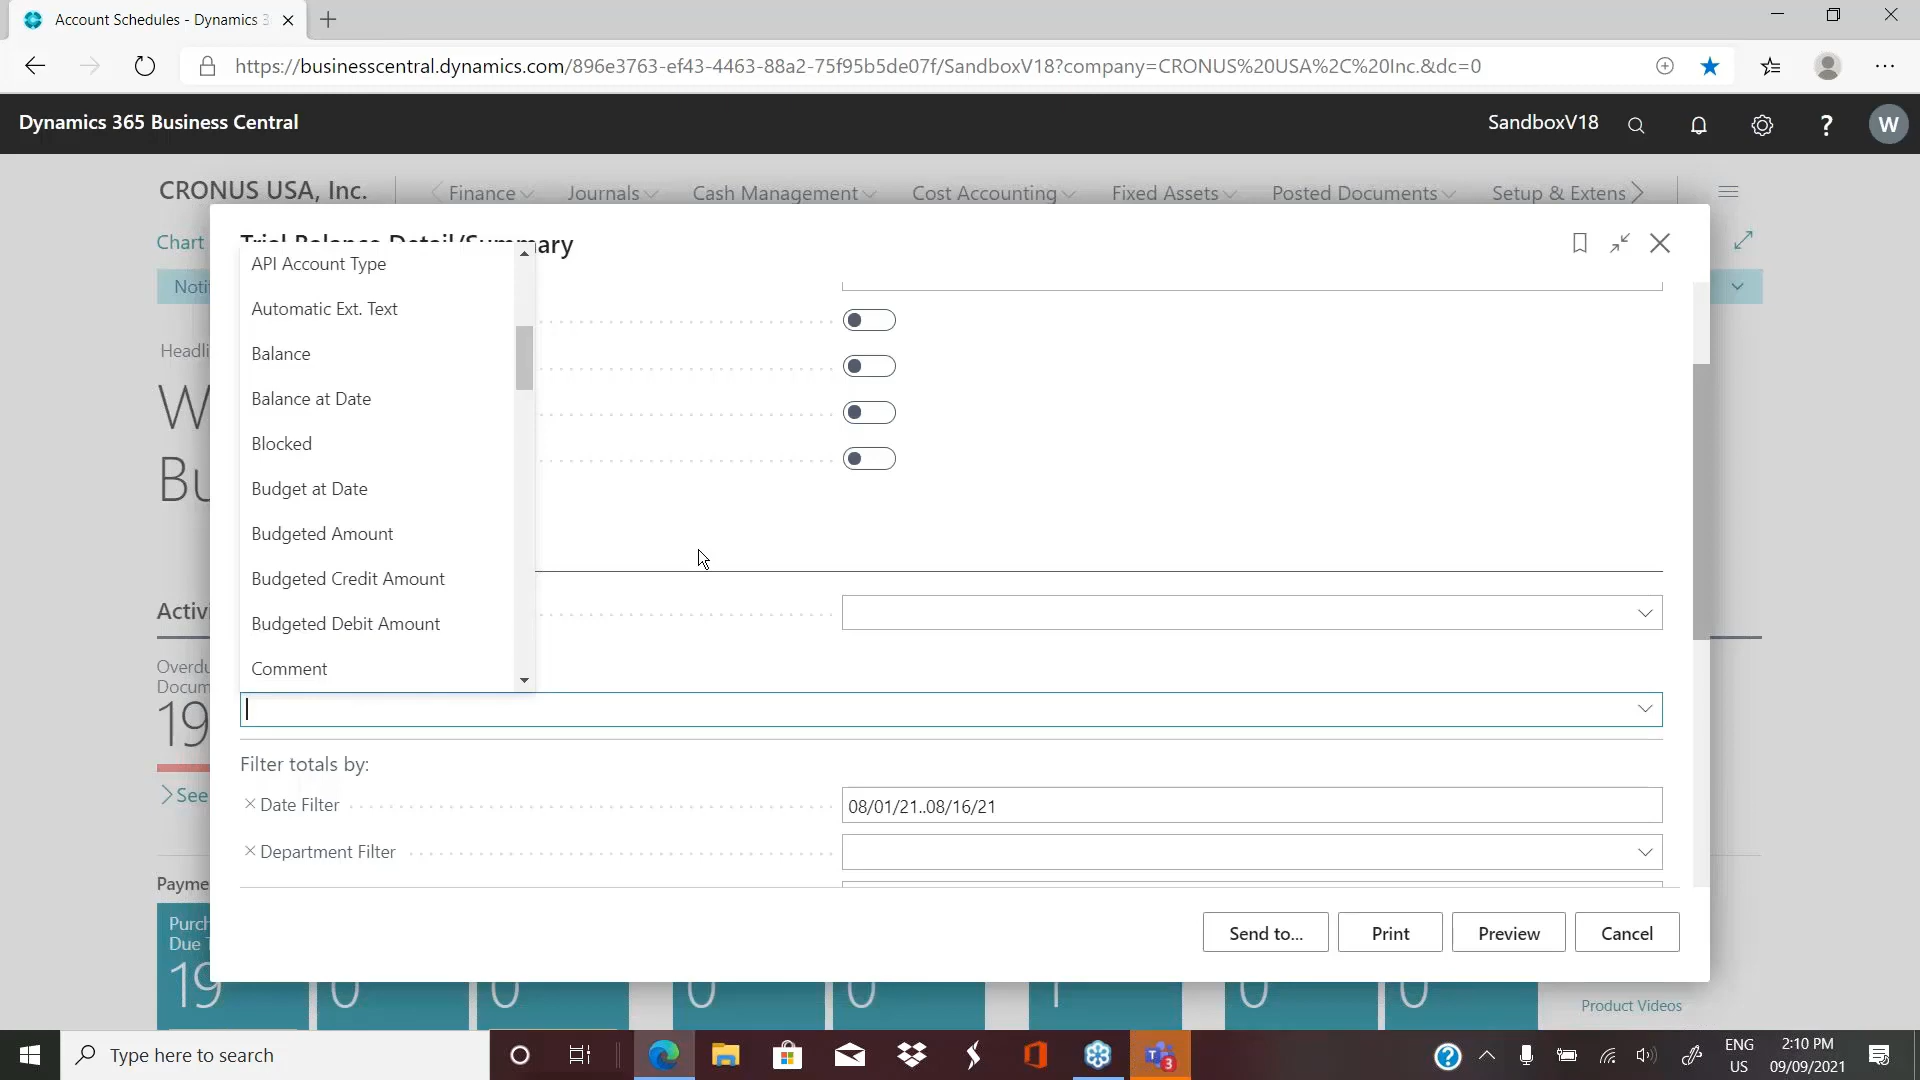 Account Schedules - Dynamics 3
https://businesscentral.dynamics.com/896e3763-ef43-4463-88a2-75f95b5de07f/SandboxV18?company=CRONUS%20USA%2C%20Inc.&dc=0
Dynamics 365 Business Central
SandboxV18
W
CRONUS USA, Inc.
Finance
Journals
Cash Management
Cost Accounting
Fixed Assets
Posted Documents
Setup & Extens
Chart
Trial Balance Detail/Summary
API Account Type
Noti
Automatic Ext. Text
Headli
Balance
W
Balance at Date
Blocked
Bu
Budget at Date
Budgeted Amount
Budgeted Credit Amount
Activ
Budgeted Debit Amount
Overdu
Docum
Comment
19
Filter totals by:
See
Date Filter
08/01/21..08/16/21
Department Filter
Payme
Purch
Due T
Send to...
Print
Preview
Cancel
19
0
0
0
0
1
0
0
Product Videos
Type here to search
3
ENG
US
2:10 PM
09/09/2021